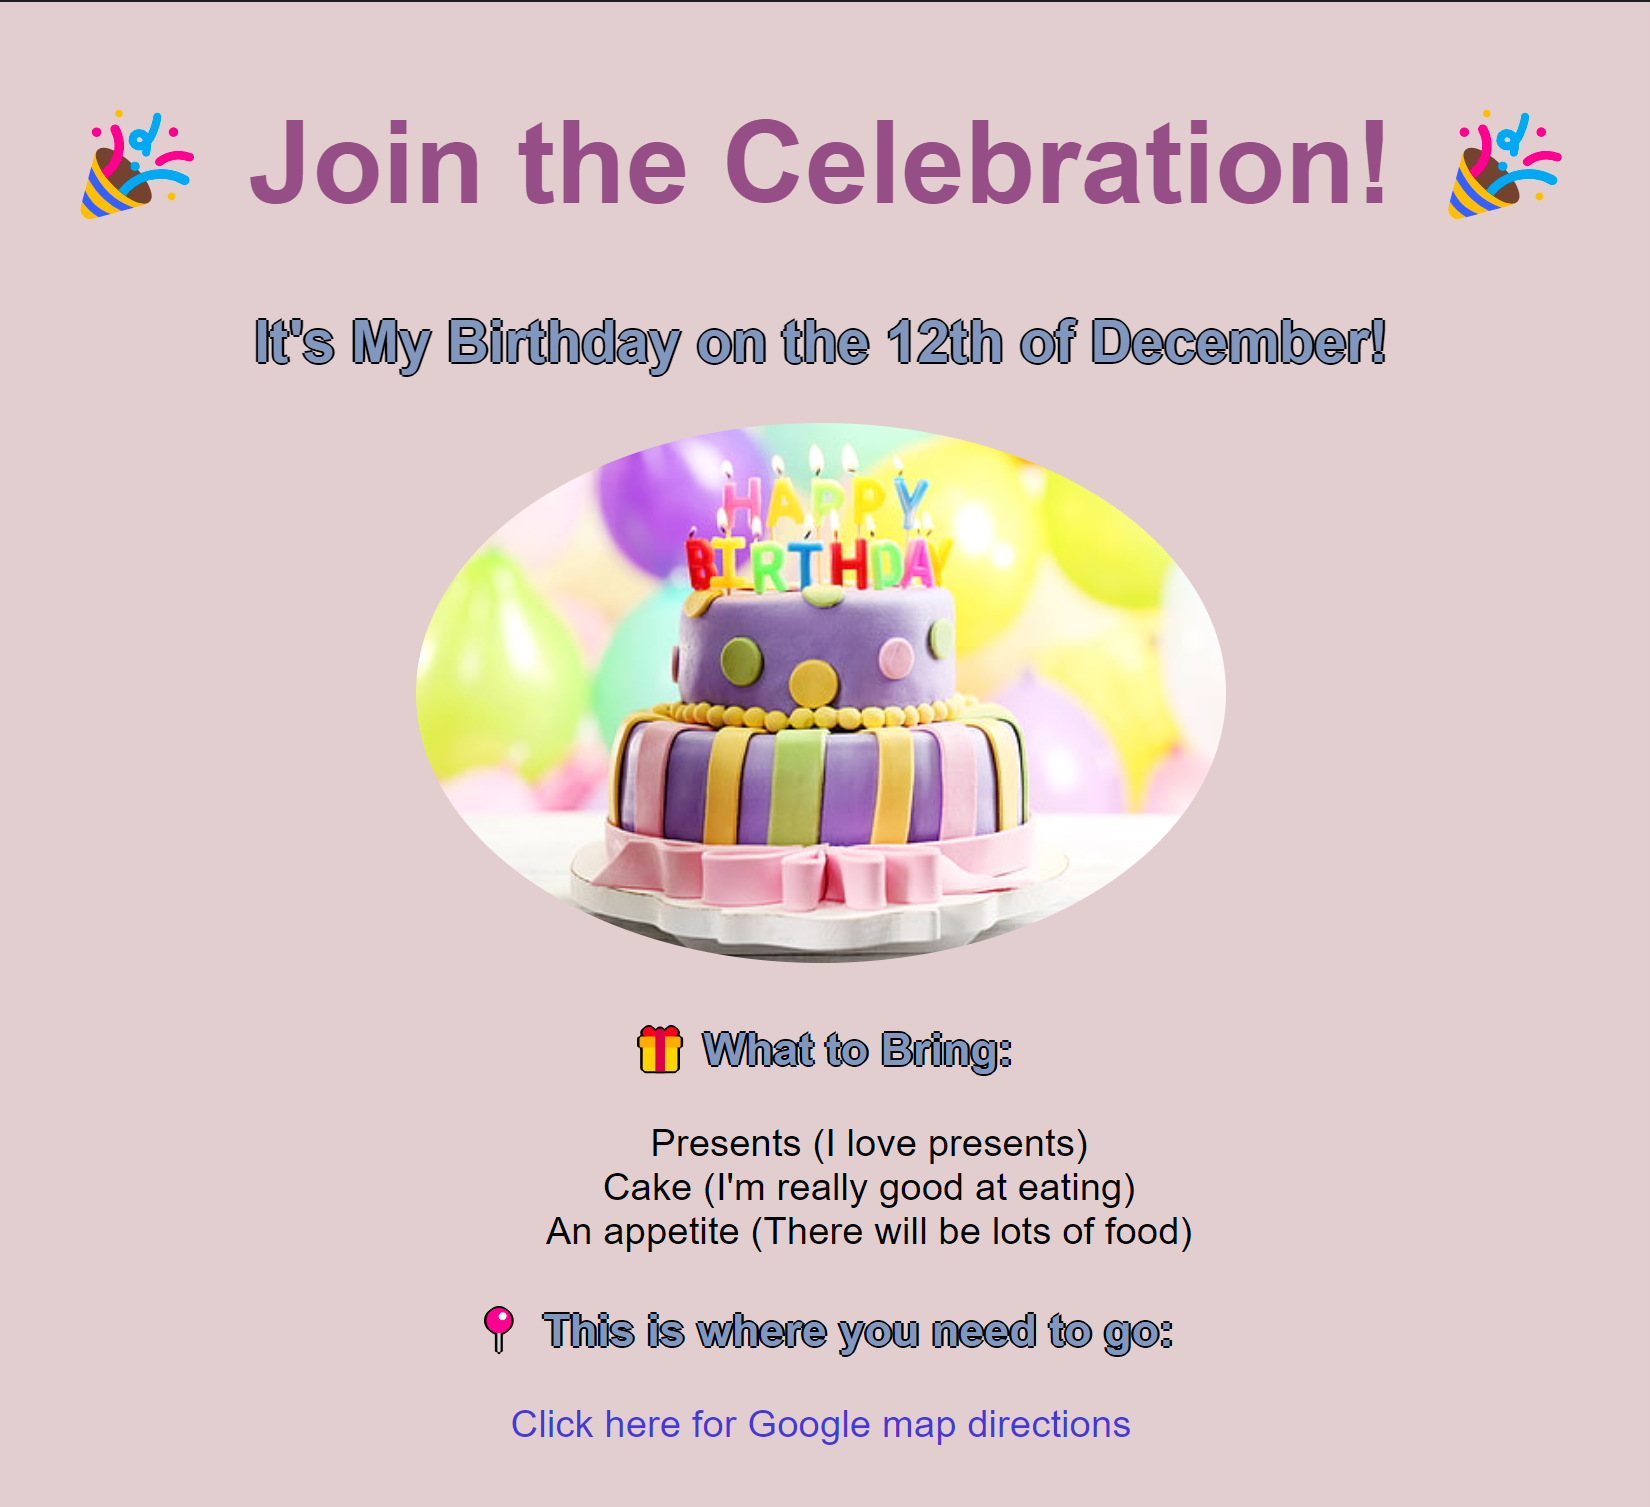 Join the Celebration!
It's My Birthday on the 12th of December!
HAPPY
BIRTHDAY
What to Bring:
Presents (I love presents)
Cake (I'm really good at eating)
An appetite (There will be lots of food)
This is where you need to go:
Click here for Google map directions